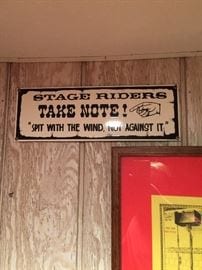 STAGE RIDERS
TAKE NOTE!
"SPIT WITH THE WIND, NOT AGAINST IT"